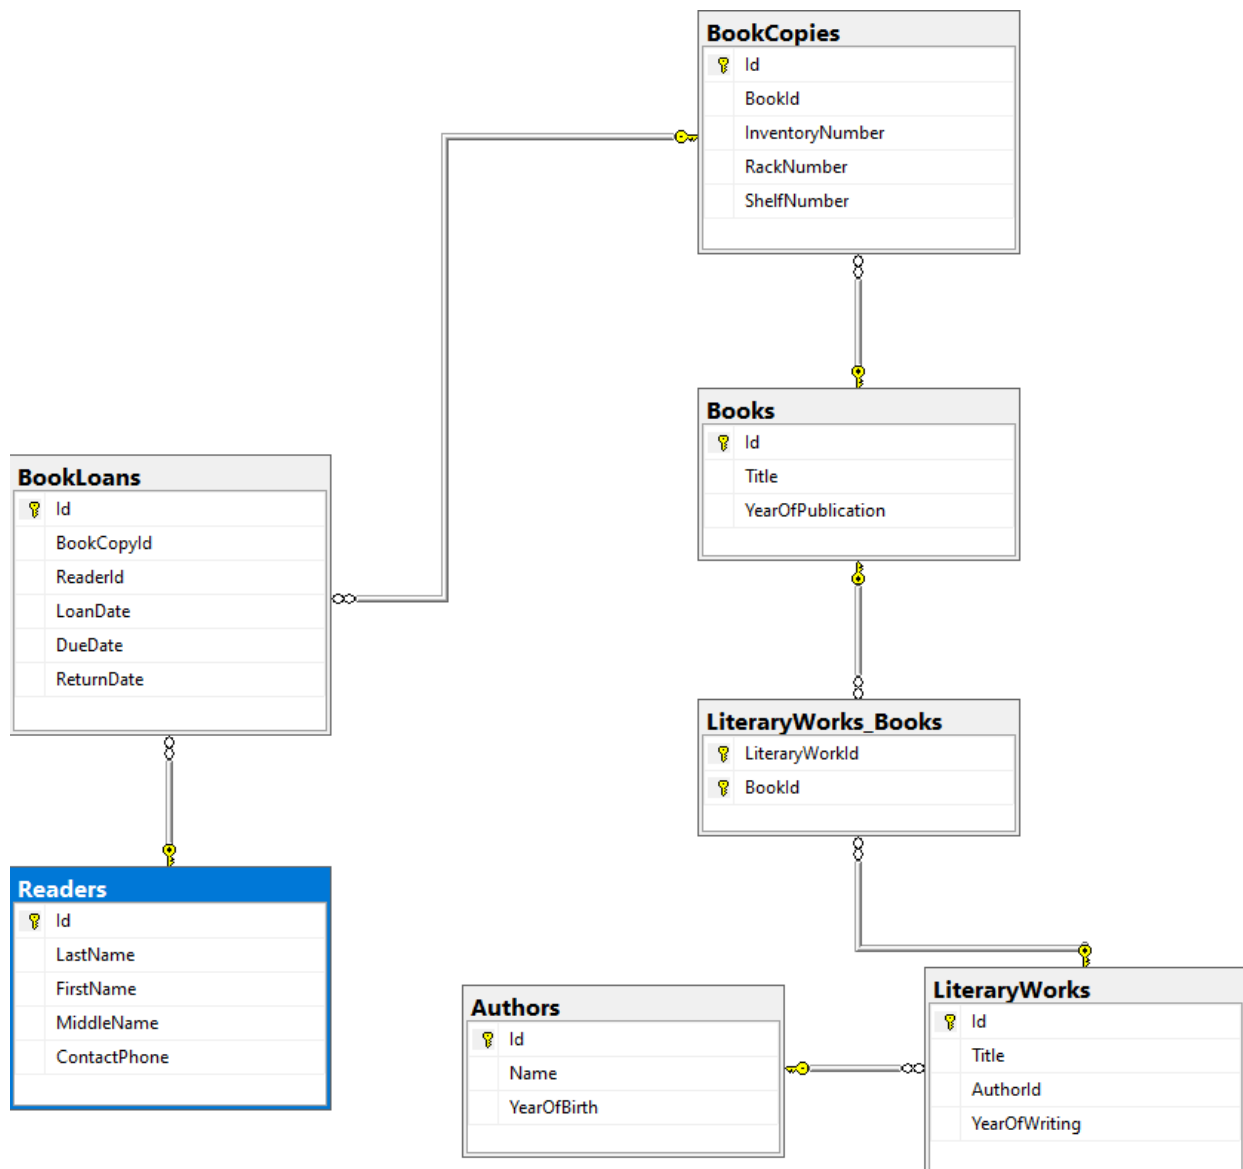 BookCopies
Id
BookId
InventoryNumber
RackNumber
ShelfNumber
Books
Id
Title
YearOfPublication
BookLoans
Id
BookCopyId
ReaderId
LoanDate
DueDate
ReturnDate
LiteraryWorks_Books
LiteraryWorkId
BookId
Readers
Id
LastName
FirstName
MiddleName
ContactPhone
Authors
Id
Name
YearOfBirth
LiteraryWorks
Id
Title
AuthorId
YearOfWriting